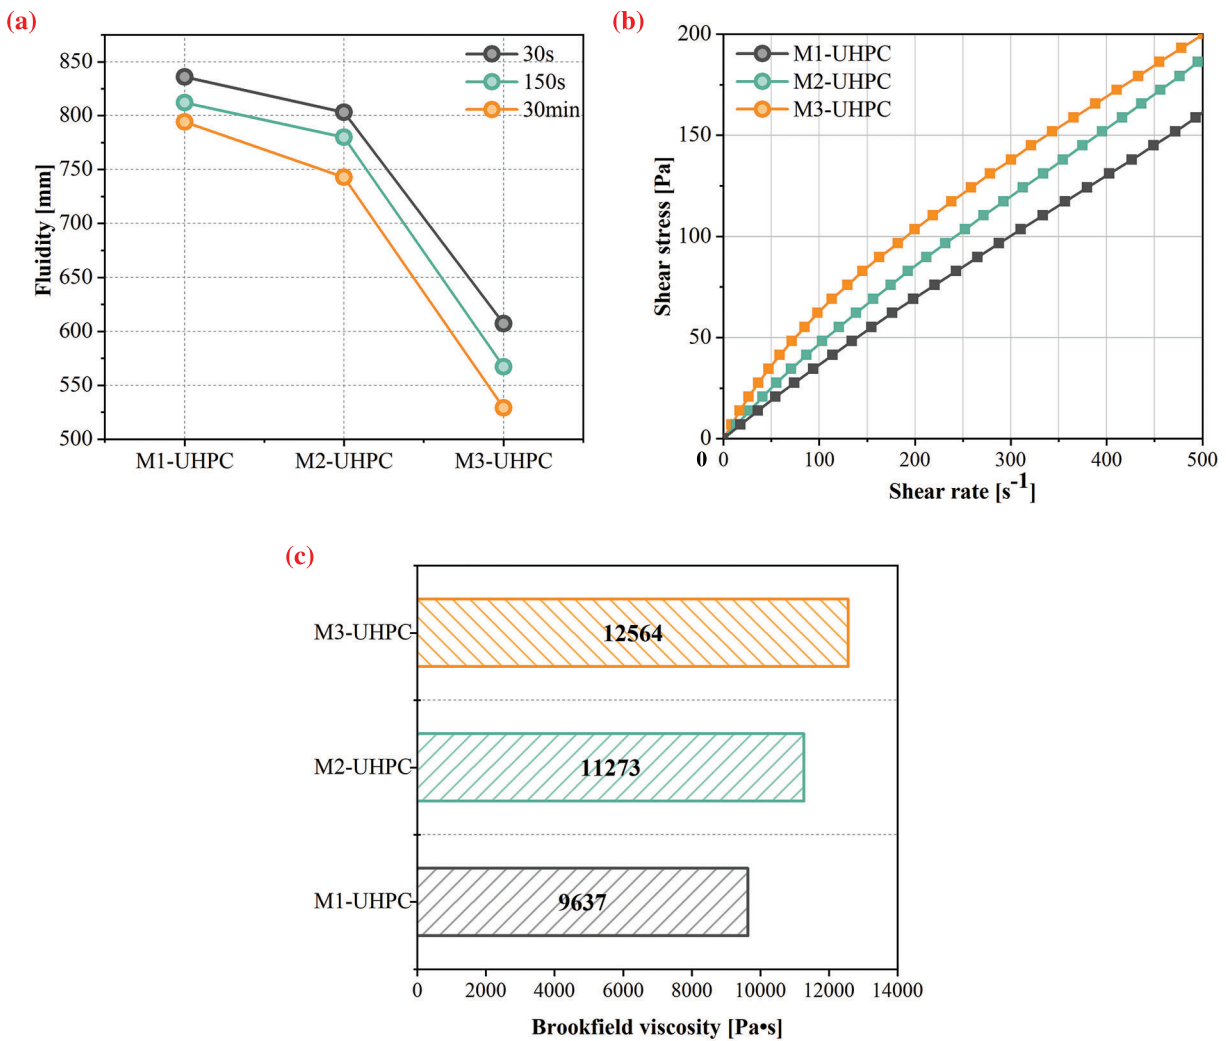 (a)
850
800
750
700
650
600
550
500
Fluidity [mm]
30s
150s
30min
M1-UHPC
M2-UHPC
M3-UHPC
(b)
200
150
100
50
0
0
Shear stress [Pa]
M1-UHPC
M2-UHPC
M3-UHPC
0
100
200
300
400
500
Shear rate [s⁻¹]
(c)
M3-UHPC
12564
M2-UHPC
11273
M1-UHPC
9637
0
2000
4000
6000
8000
10000
12000
14000
Brookfield viscosity [Pa•s]